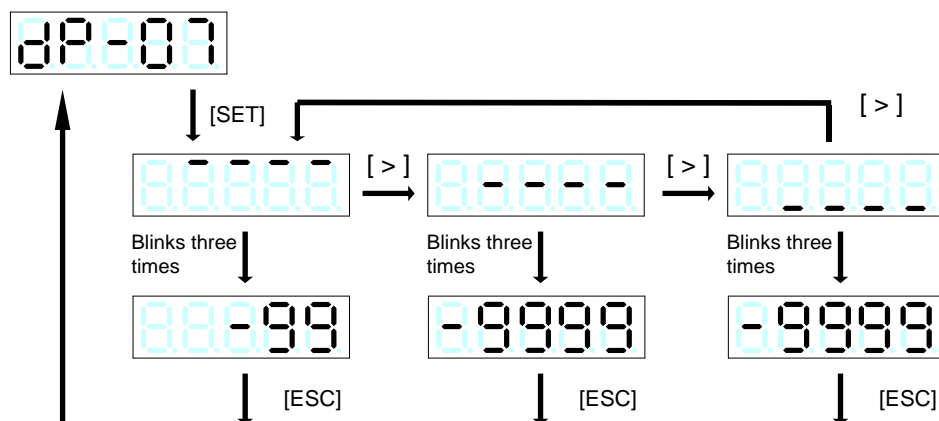 dP-07
[SET]
[ > ]
[ > ]
[ > ]
- - - -
- - - -
_ _ _ _
Blinks three
times
Blinks three
times
Blinks three
times
-99
-9999
-9999
[ESC]
[ESC]
[ESC]